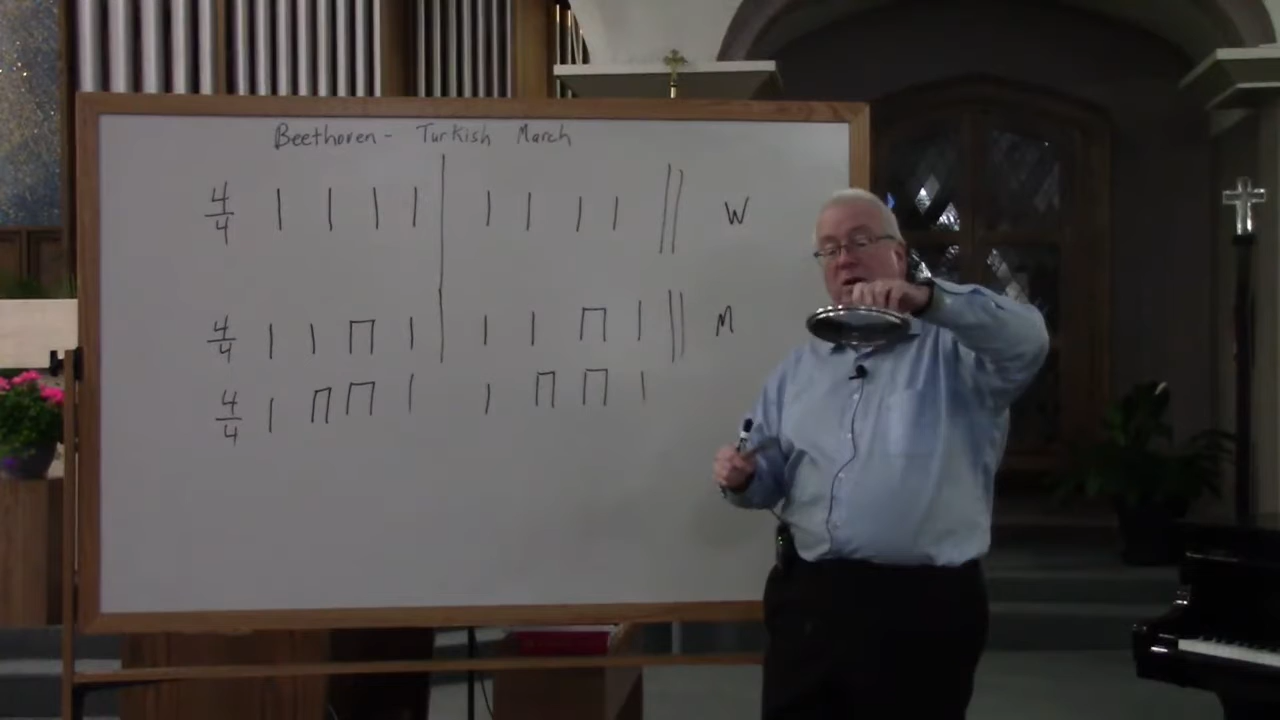 Beethoven - Turkish March
4/4 | | | | | | | | | || W
4/4 | | ⊓ | | | | ⊓ | || M
4/4 | ⊓ ⊓ | | ⊓ ⊓ |